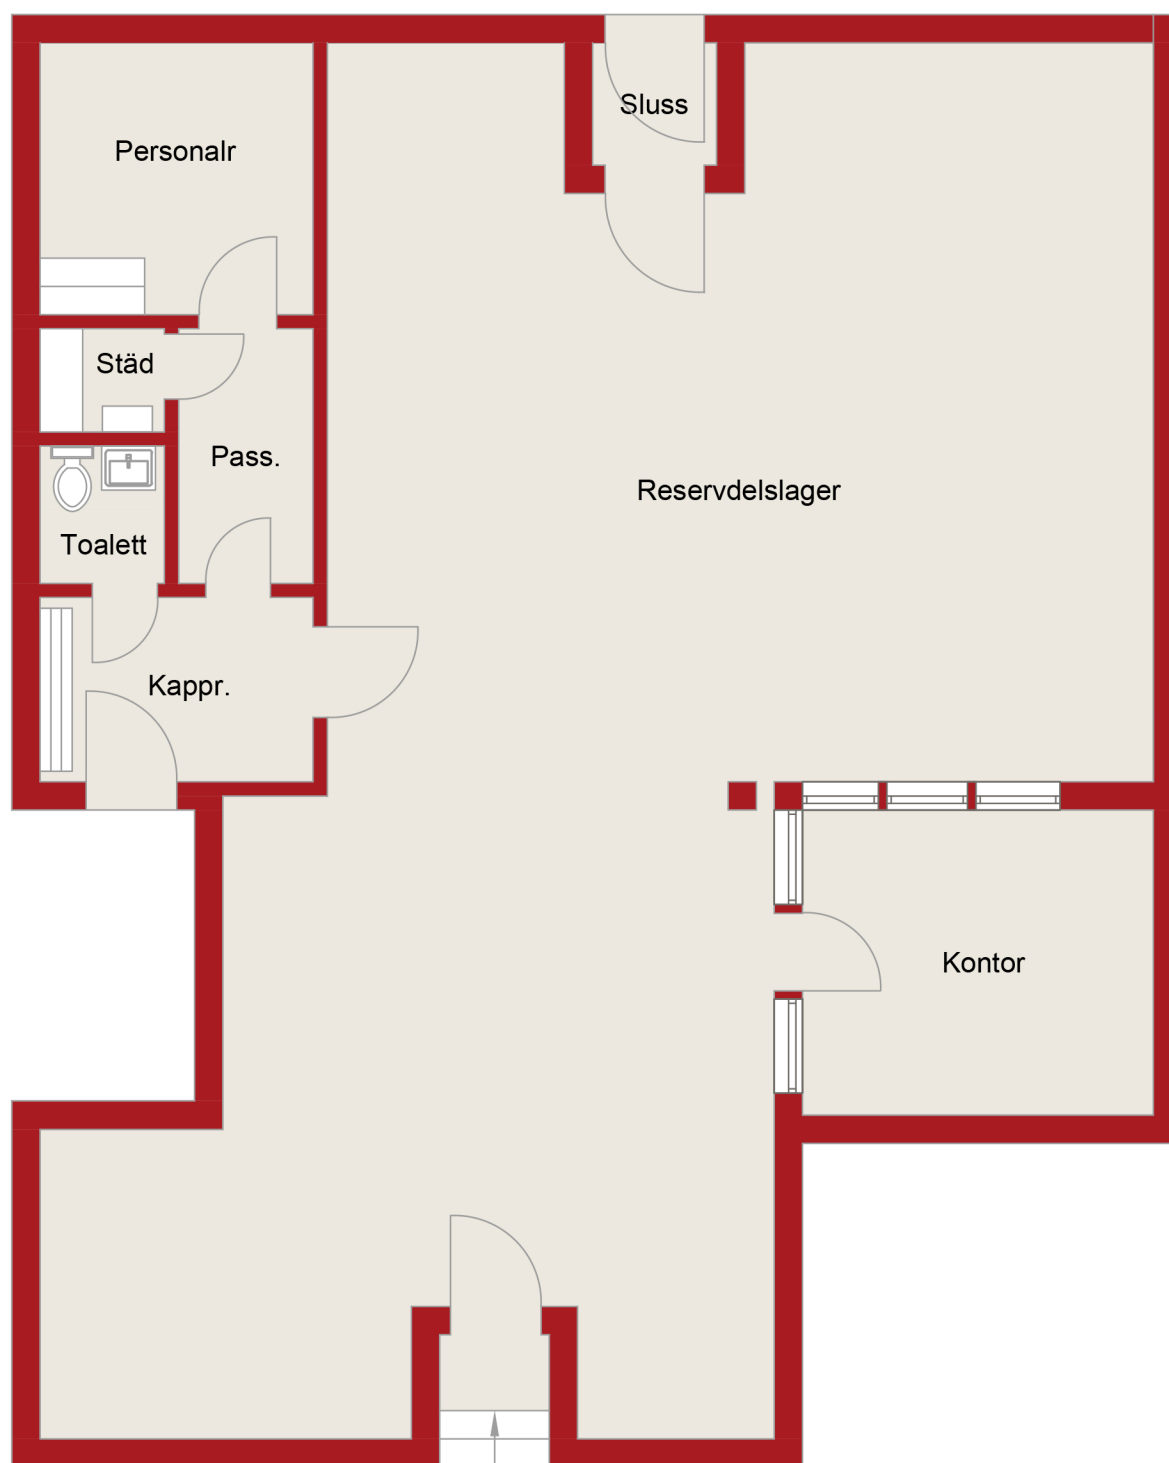 Sluss
Personalr
Städ
Pass.
Reservdelslager
Toalett
Kappr.
Kontor